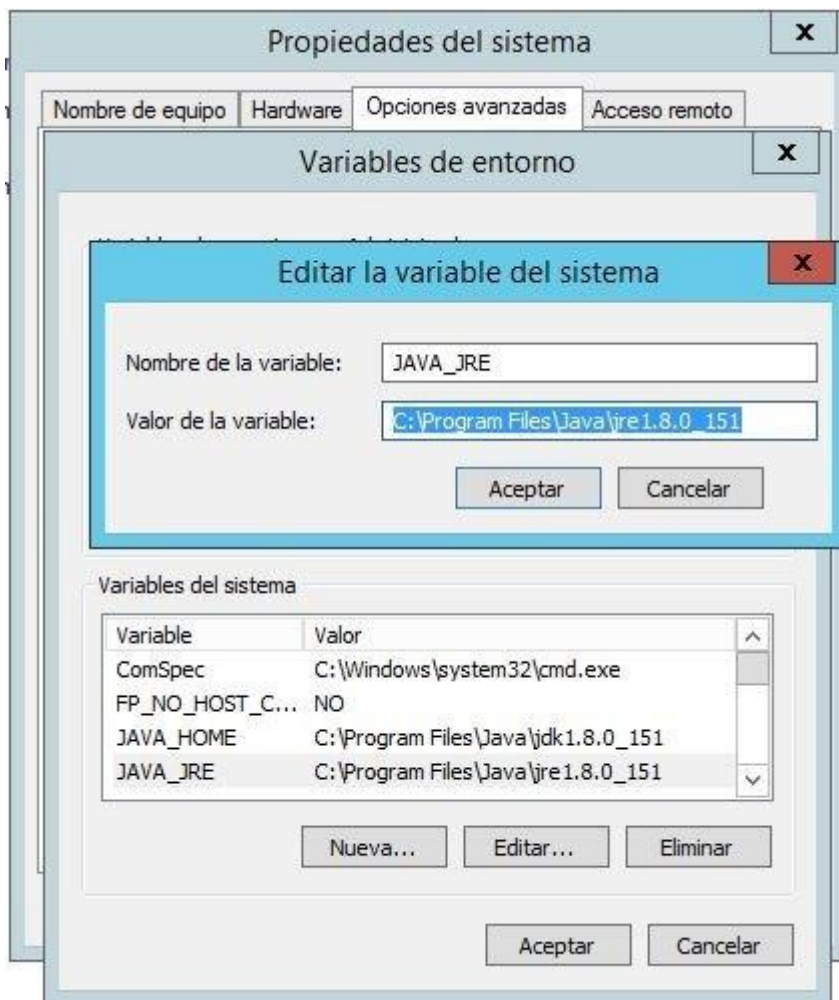 Propiedades del sistema
x
Nombre de equipo Hardware Opciones avanzadas Acceso remoto
Variables de entorno
x
Editar la variable del sistema
x
Nombre de la variable: JAVA_JRE
Valor de la variable: C:\Program Files\Java\jre1.8.0_151
Aceptar Cancelar
Variables del sistema
Variable Valor
ComSpec C:\Windows\system32\cmd.exe
FP_NO_HOST_C... NO
JAVA_HOME C:\Program Files\Java\jdk1.8.0_151
JAVA_JRE C:\Program Files\Java\jre1.8.0_151
Nueva... Editar... Eliminar
Aceptar Cancelar